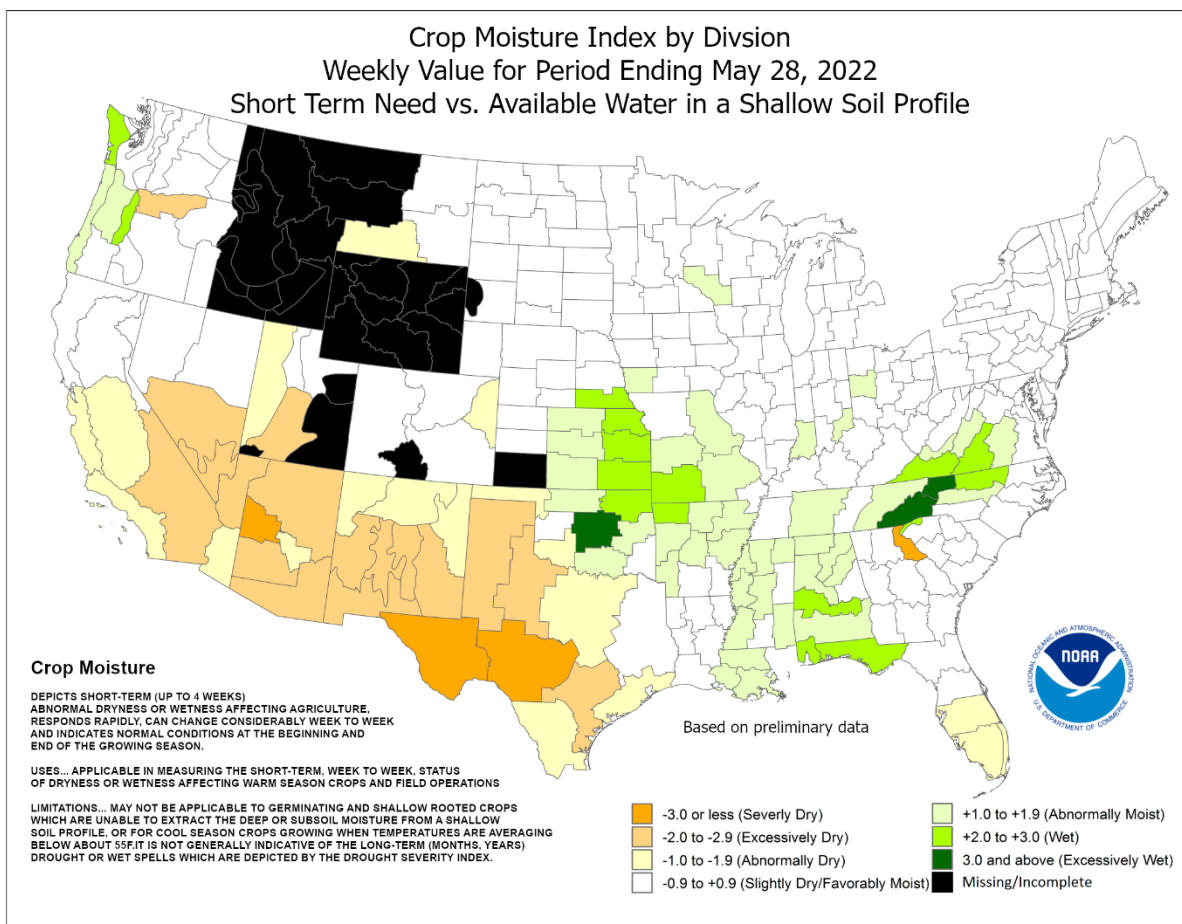 Crop Moisture Index by Divsion
Weekly Value for Period Ending May 28, 2022
Short Term Need vs. Available Water in a Shallow Soil Profile
Crop Moisture
DEPICTS SHORT-TERM (UP TO 4 WEEKS)
ABNORMAL DRYNESS OR WETNESS AFFECTING AGRICULTURE,
RESPONDS RAPIDLY, CAN CHANGE CONSIDERABLY WEEK TO WEEK
AND INDICATES NORMAL CONDITIONS AT THE BEGINNING AND
END OF THE GROWING SEASON.
USES... APPLICABLE IN MEASURING THE SHORT-TERM, WEEK TO WEEK, STATUS
OF DRYNESS OR WETNESS AFFECTING WARM SEASON CROPS AND FIELD OPERATIONS
LIMITATIONS... MAY NOT BE APPLICABLE TO GERMINATING AND SHALLOW ROOTED CROPS
WHICH ARE UNABLE TO EXTRACT THE DEEP OR SUBSOIL MOISTURE FROM A SHALLOW
SOIL PROFILE, OR FOR COOL SEASON CROPS GROWING WHEN TEMPERATURES ARE AVERAGING
BELOW ABOUT 55F.IT IS NOT GENERALLY INDICATIVE OF THE LONG-TERM (MONTHS, YEARS)
DROUGHT OR WET SPELLS WHICH ARE DEPICTED BY THE DROUGHT SEVERITY INDEX.
Based on preliminary data
NATIONAL OCEANIC AND ATMOSPHERIC ADMINISTRATION
NOAA
U.S. DEPARTMENT OF COMMERCE
-3.0 or less (Severly Dry)
-2.0 to -2.9 (Excessively Dry)
-1.0 to -1.9 (Abnormally Dry)
-0.9 to +0.9 (Slightly Dry/Favorably Moist)
+1.0 to +1.9 (Abnormally Moist)
+2.0 to +3.0 (Wet)
3.0 and above (Excessively Wet)
Missing/Incomplete